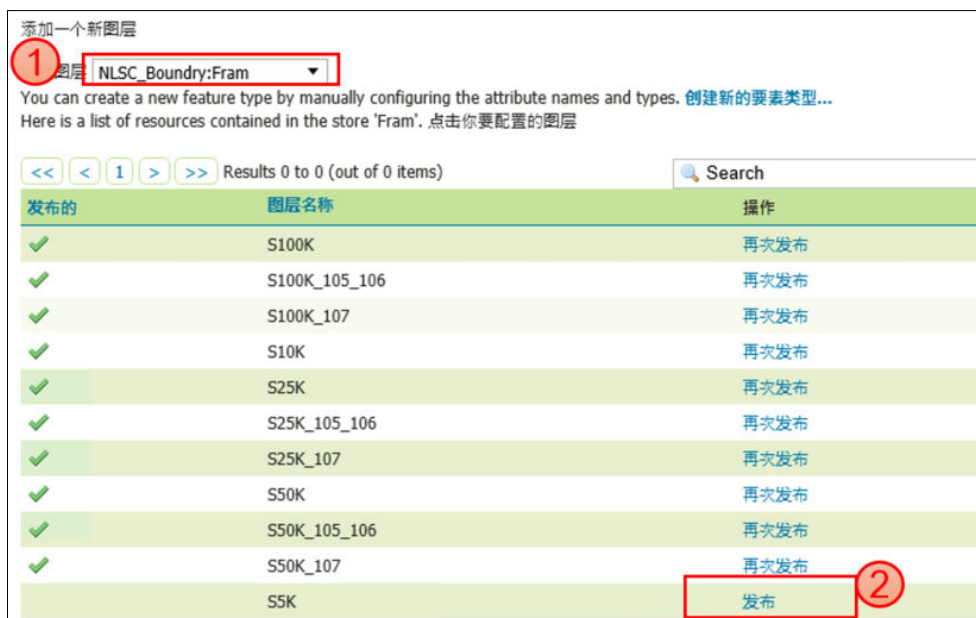 添加一个新图层
1
图层 NLSC_Boundry:Fram
You can create a new feature type by manually configuring the attribute names and types. 创建新的要素类型...
Here is a list of resources contained in the store 'Fram'. 点击你要配置的图层
<< < 1 > >> Results 0 to 0 (out of 0 items) Search
发布的 图层名称 操作
S100K 再次发布
S100K_105_106 再次发布
S100K_107 再次发布
S10K 再次发布
S25K 再次发布
S25K_105_106 再次发布
S25K_107 再次发布
S50K 再次发布
S50K_105_106 再次发布
S50K_107 再次发布
S5K 发布 2